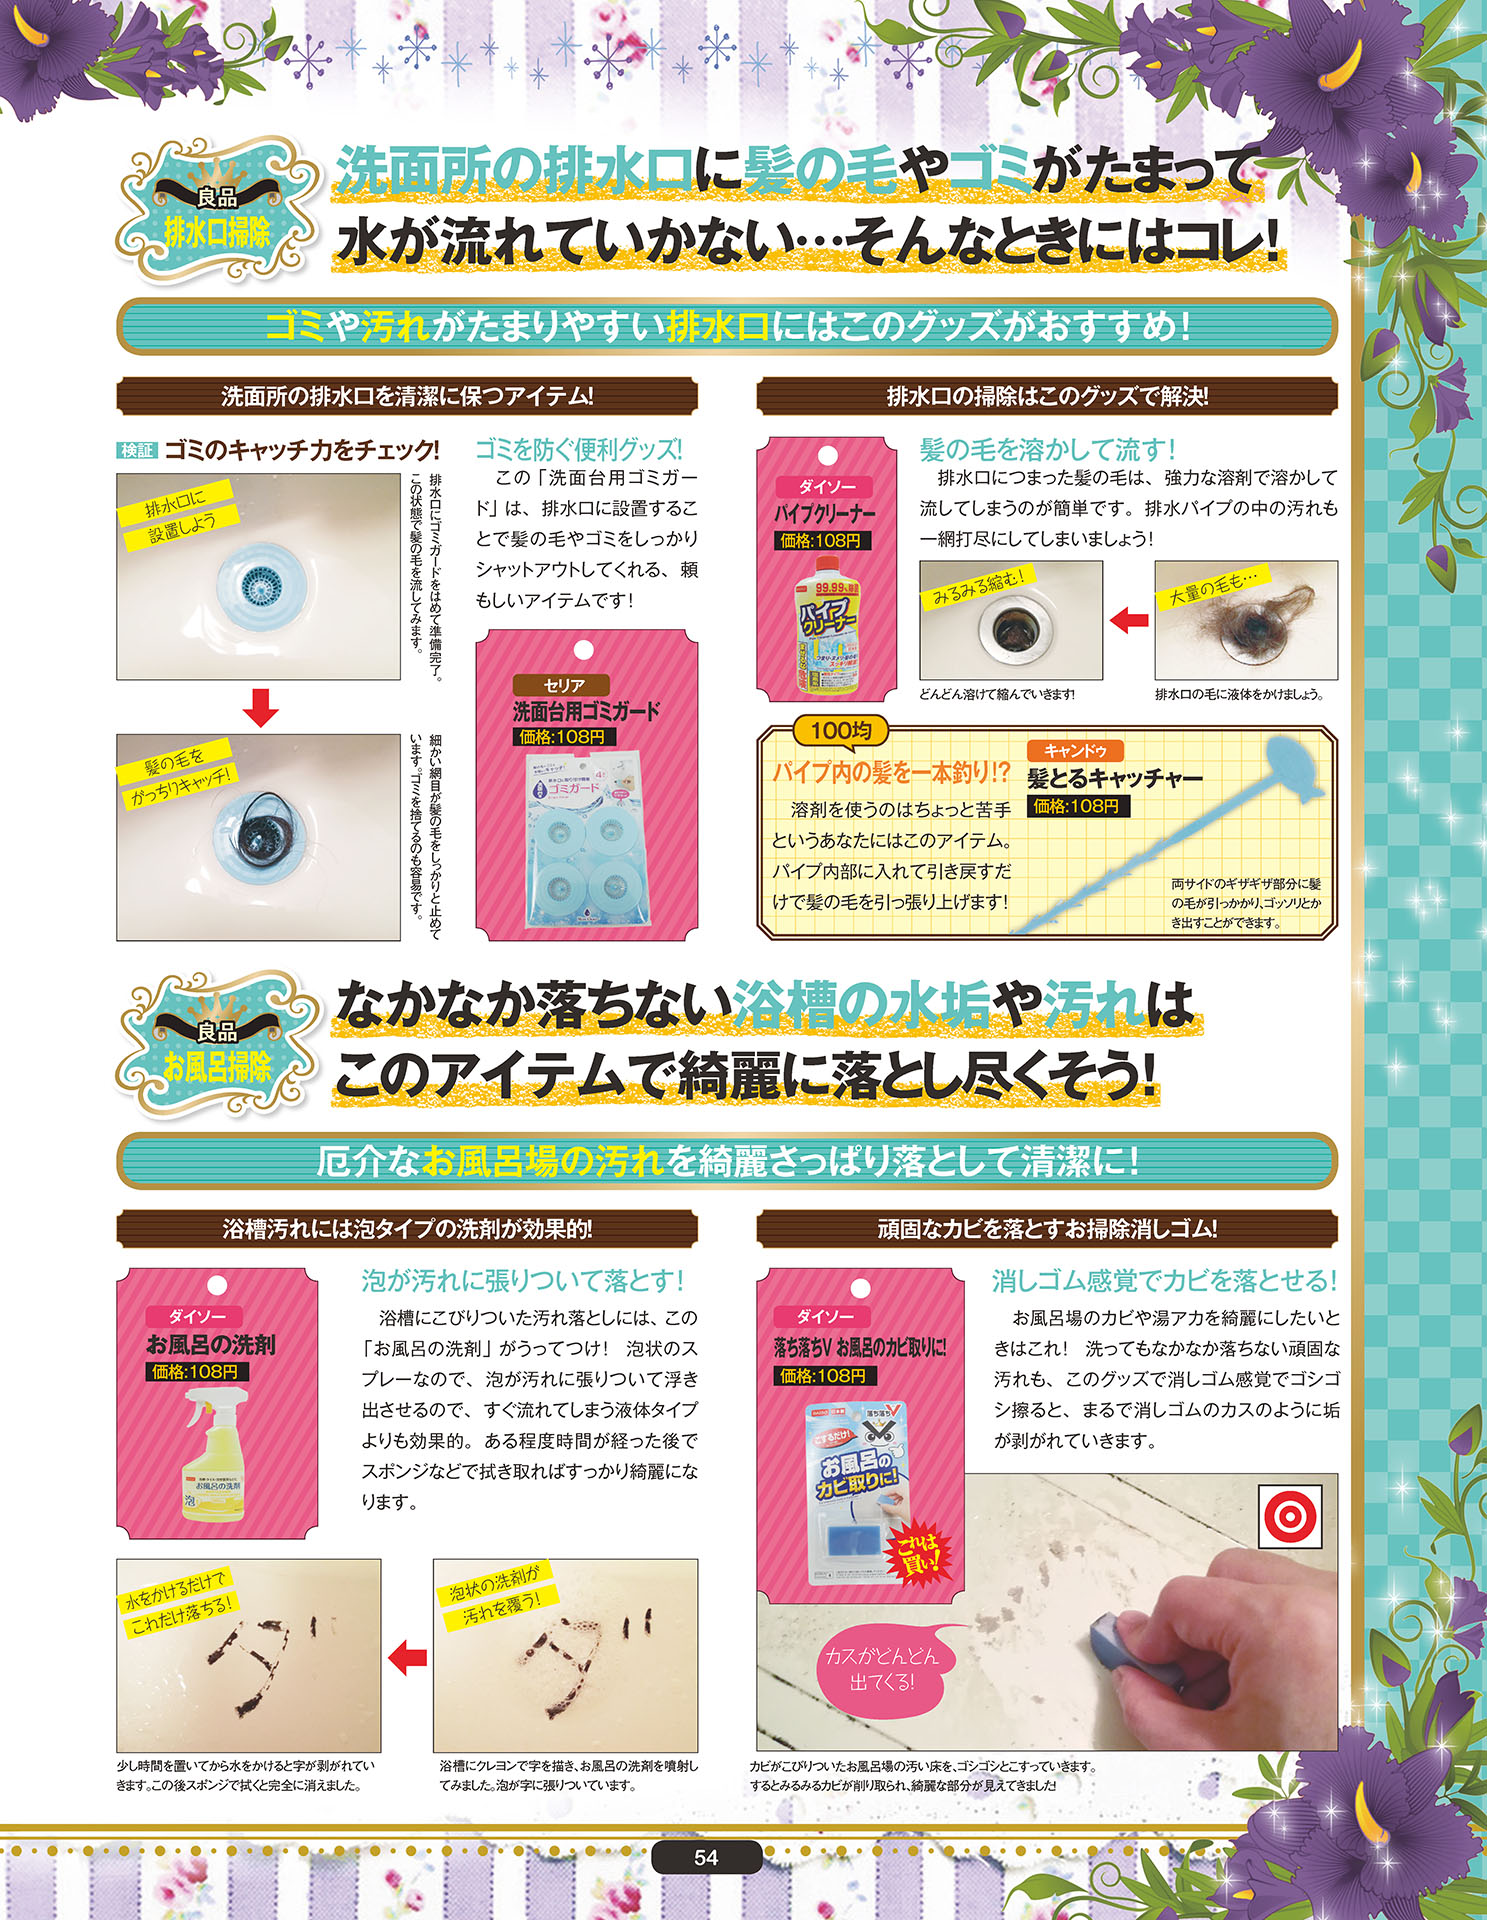 良品
排水口掃除
洗面所の排水口に髪の毛やゴミがたまって
水が流れていかない…そんなときにはコレ！
ゴミや汚れがたまりやすい排水口にはこのグッズがおすすめ！
洗面所の排水口を清潔に保つアイテム！
検証 ゴミのキャッチ力をチェック！
排水口に
設置しよう
排水口にゴミガードをはめて準備完了。
この状態で髪の毛を流してみます。
髪の毛を
がっちりキャッチ！
細かい網目が髪の毛をしっかりと止めて
います。ゴミを捨てるのも容易です。
ゴミを防ぐ便利グッズ！
この「洗面台用ゴミガー
ド」は、排水口に設置するこ
とで髪の毛やゴミをしっかり
シャットアウトしてくれる、頼
もしいアイテムです！
セリア
洗面台用ゴミガード
価格：108円
ゴミガード
排水口の掃除はこのグッズで解決！
ダイソー
パイプクリーナー
価格：108円
99.99%除菌
パイプ
クリーナー
髪の毛を溶かして流す！
排水口につまった髪の毛は、強力な溶剤で溶かして
流してしまうのが簡単です。排水パイプの中の汚れも
一網打尽にしてしまいましょう！
みるみる縮む！
どんどん溶けて縮んでいきます！
大量の毛も…
排水口の毛に液体をかけましょう。
100均
パイプ内の髪を一本釣り!?
溶剤を使うのはちょっと苦手
というあなたにはこのアイテム。
パイプ内部に入れて引き戻すだ
けで髪の毛を引っ張り上げます！
キャンドゥ
髪とるキャッチャー
価格：108円
両サイドのギザギザ部分に髪
の毛が引っかかり、ゴッソリとか
き出すことができます。
良品
お風呂掃除
なかなか落ちない浴槽の水垢や汚れは
このアイテムで綺麗に落とし尽くそう！
厄介なお風呂場の汚れを綺麗さっぱり落として清潔に！
浴槽汚れには泡タイプの洗剤が効果的！
ダイソー
お風呂の洗剤
価格：108円
お風呂の洗剤
泡
泡が汚れに張りついて落とす！
浴槽にこびりついた汚れ落としには、この
「お風呂の洗剤」がうってつけ！ 泡状のス
プレーなので、泡が汚れに張りついて浮き
出させるので、すぐ流れてしまう液体タイプ
よりも効果的。ある程度時間が経った後で
スポンジなどで拭き取ればすっかり綺麗にな
ります。
水をかけるだけで
これだけ落ちる！
少し時間を置いてから水をかけると字が剥がれてい
きます。この後スポンジで拭くと完全に消えました。
泡状の洗剤が
汚れを覆う！
浴槽にクレヨンで字を描き、お風呂の洗剤を噴射し
てみました。泡が字に張りついています。
頑固なカビを落とすお掃除消しゴム！
ダイソー
落ち落ちV お風呂のカビ取りに！
価格：108円
落ち落ちV
こするだけ！
お風呂の
カビ取りに！
これは
買い！
消しゴム感覚でカビを落とせる！
お風呂場のカビや湯アカを綺麗にしたいと
きはこれ！ 洗ってもなかなか落ちない頑固な
汚れも、このグッズで消しゴム感覚でゴシゴ
シ擦ると、まるで消しゴムのカスのように垢
が剥がれていきます。
カスがどんどん
出てくる！
カビがこびりついたお風呂場の汚い床を、ゴシゴシとこすっていきます。
するとみるみるカビが削り取られ、綺麗な部分が見えてきました！
54